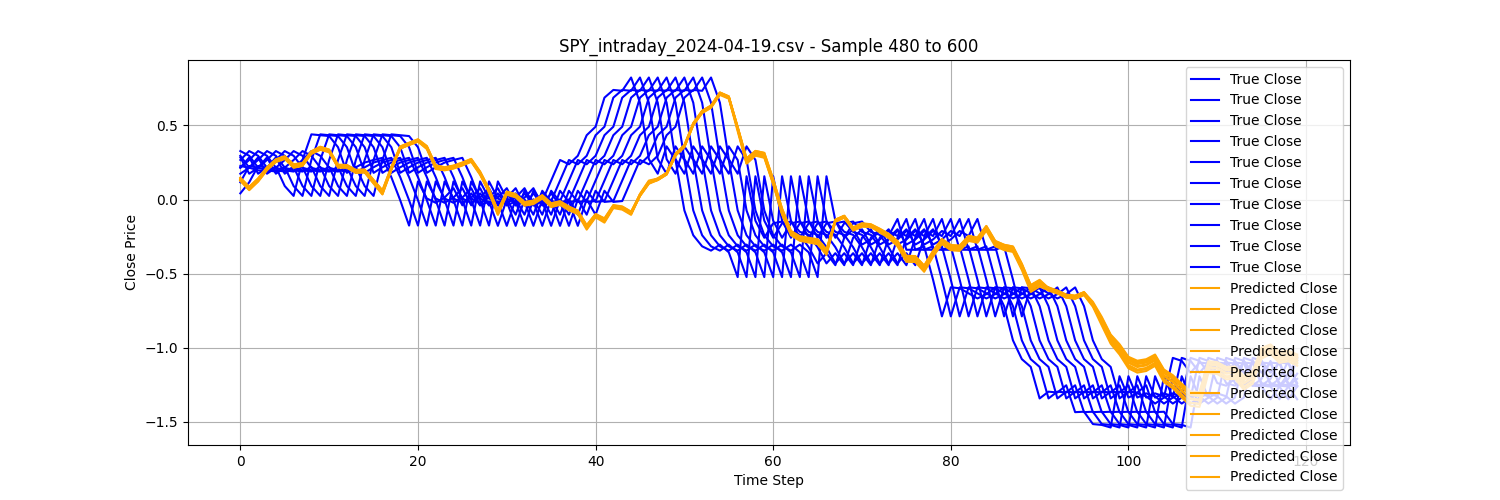 SPY_intraday_2024-04-19.csv - Sample 480 to 600
Close Price
0.5
0.0
−0.5
−1.0
−1.5
0
20
40
60
80
100
120
Time Step
True Close
True Close
True Close
True Close
True Close
True Close
True Close
True Close
True Close
True Close
Predicted Close
Predicted Close
Predicted Close
Predicted Close
Predicted Close
Predicted Close
Predicted Close
Predicted Close
Predicted Close
Predicted Close